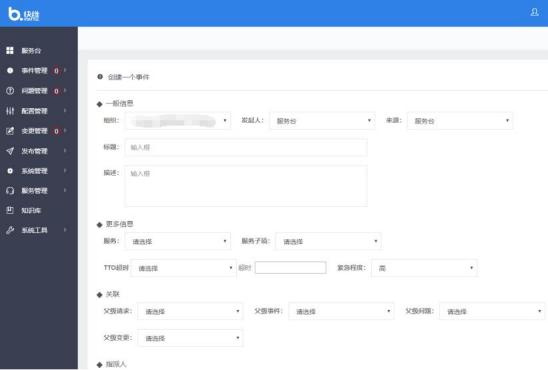 快维
服务台
事件管理 0
问题管理 0
配置管理
变更管理 0
发布管理
系统管理
服务管理
知识库
系统工具
创建一个事件
一般信息
组织: 发起人: 服务台 来源: 服务台
标题: 输入框
描述: 输入框
更多信息
服务: 请选择 服务子项: 请选择
TTO超时 请选择 超时 紧急程度: 高
关联
父级请求: 请选择 父级事件: 请选择 父级问题: 请选择
父级变更: 请选择
指派人